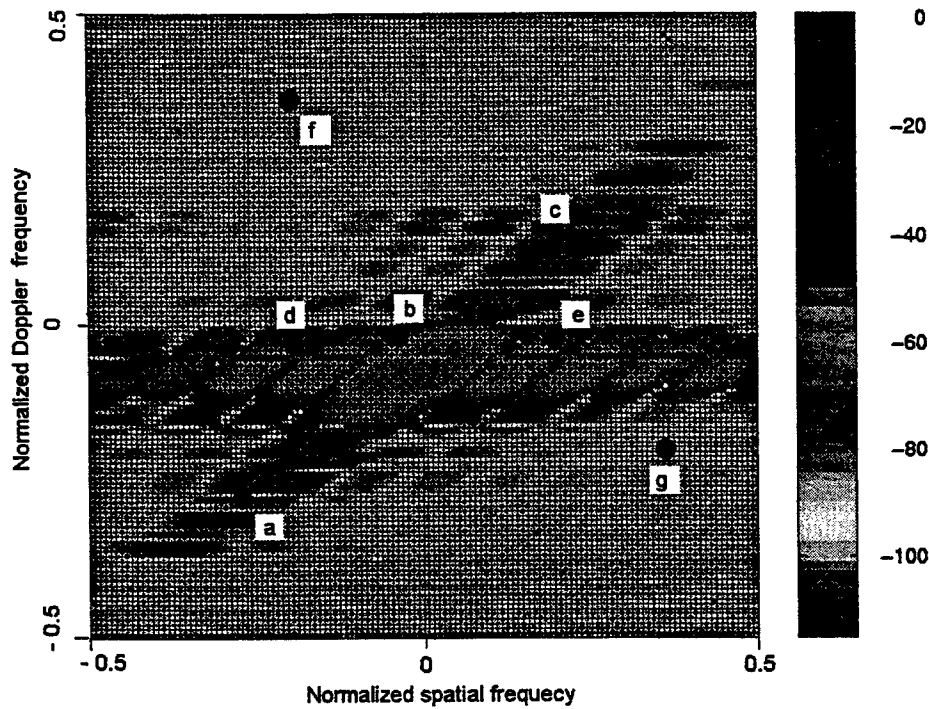 0.5
0
-0.5
Normalized Doppler frequency
f
c
b
d
e
g
a
-0.5
0
0.5
Normalized spatial frequecy
0
-20
-40
-60
-80
-100